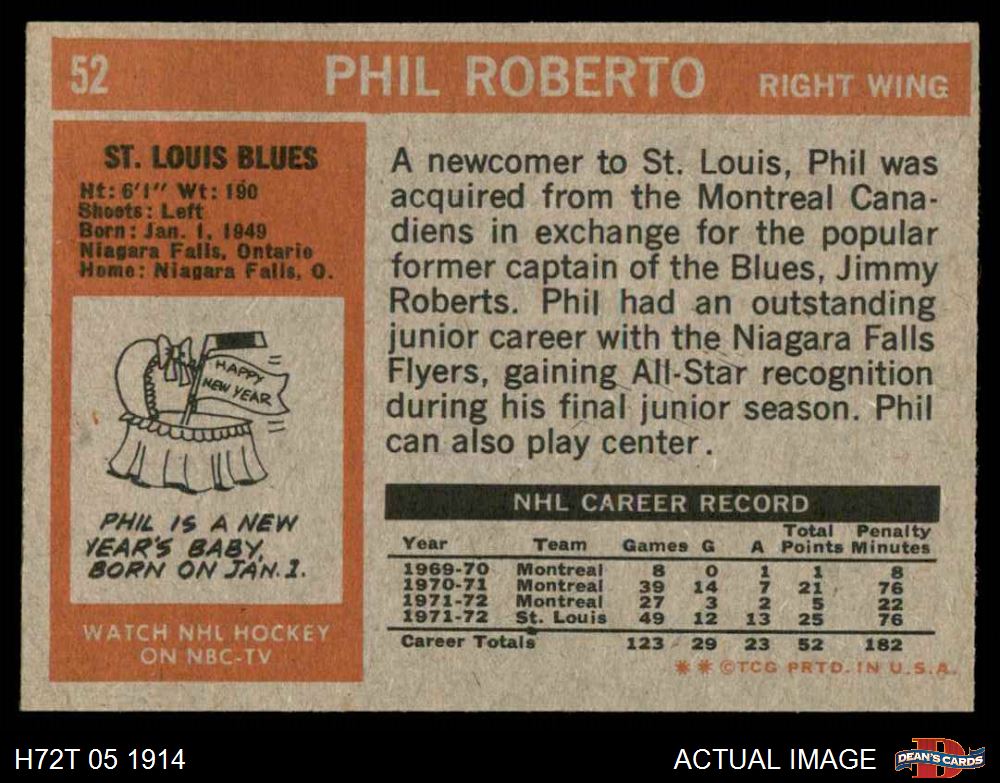 52 PHIL ROBERTO RIGHT WING
ST. LOUIS BLUES
Ht: 6'1" Wt: 190
Shoots: Left
Born: Jan. 1, 1949
Niagara Falls, Ontario
Home: Niagara Falls, O.
HAPPY
NEW YEAR
PHIL IS A NEW
YEAR'S BABY,
BORN ON JAN. 1.
WATCH NHL HOCKEY
ON NBC-TV
A newcomer to St. Louis, Phil was
acquired from the Montreal Cana-
diens in exchange for the popular
former captain of the Blues, Jimmy
Roberts. Phil had an outstanding
junior career with the Niagara Falls
Flyers, gaining All-Star recognition
during his final junior season. Phil
can also play center.
NHL CAREER RECORD
Total Penalty
Year Team Games G A Points Minutes
1969-70 Montreal 8 0 1 1 8
1970-71 Montreal 39 14 7 21 76
1971-72 Montreal 27 3 2 5 22
1971-72 St. Louis 49 12 13 25 76
Career Totals 123 29 23 52 182
* * ©TCG PRTD. IN U.S.A.
H72T 05 1914 ACTUAL IMAGE
D
DEAN'S CARDS